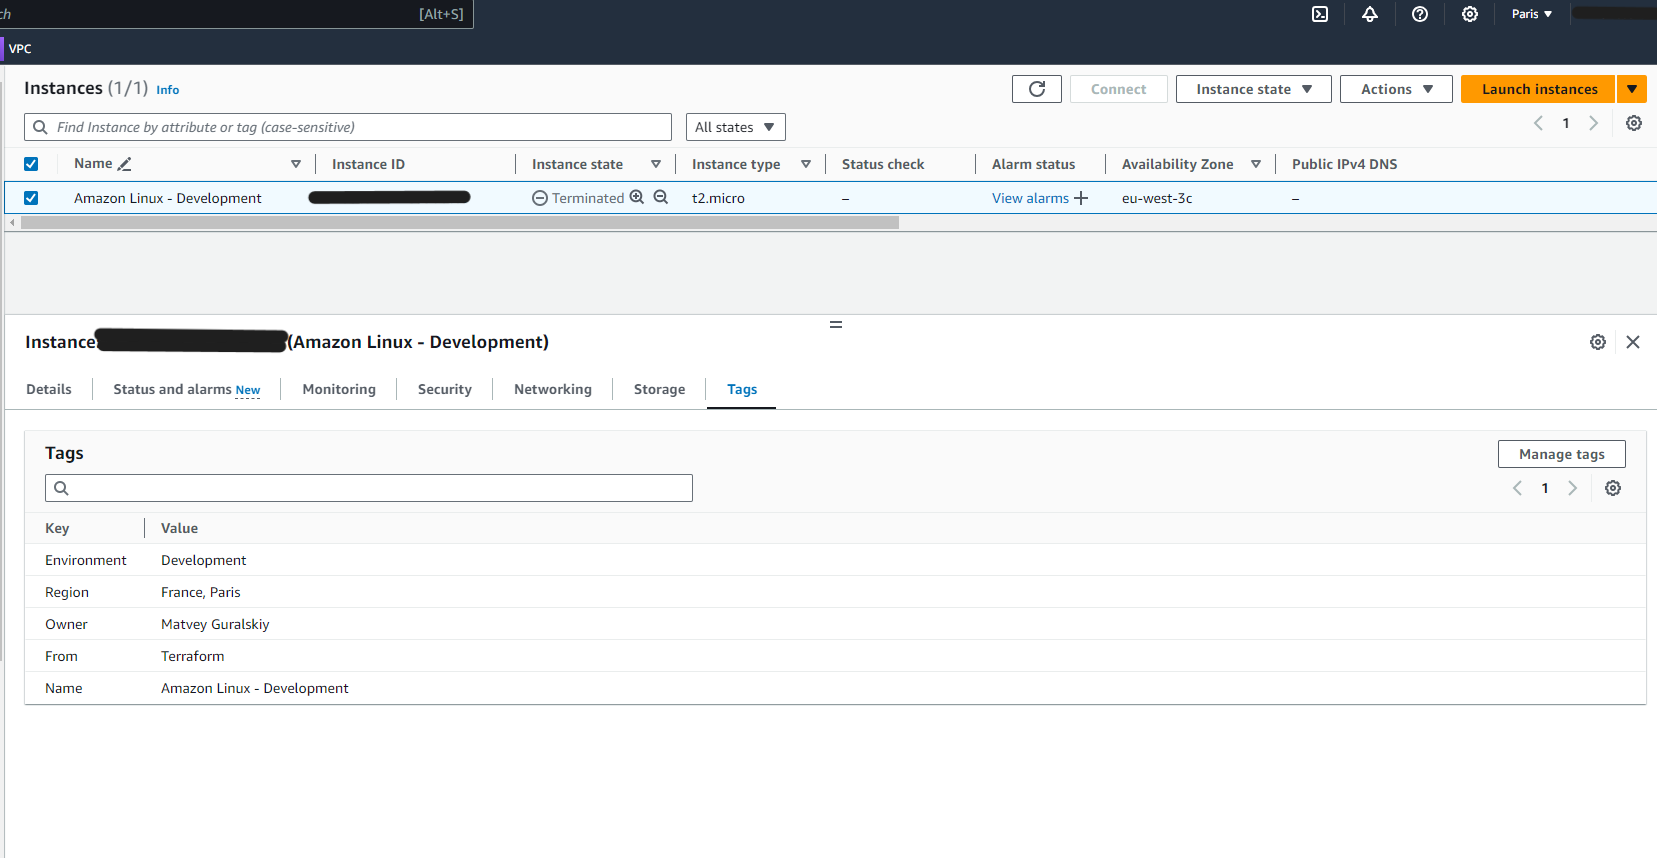 ch [Alt+S] Paris
VPC
Instances (1/1) Info Connect Instance state Actions Launch instances
Find Instance by attribute or tag (case-sensitive) All states 1
Name Instance ID Instance state Instance type Status check Alarm status Availability Zone Public IPv4 DNS
Amazon Linux - Development Terminated t2.micro – View alarms + eu-west-3c –
Instance (Amazon Linux - Development)
Details Status and alarms New Monitoring Security Networking Storage Tags
Tags Manage tags
1
Key Value
Environment Development
Region France, Paris
Owner Matvey Guralskiy
From Terraform
Name Amazon Linux - Development